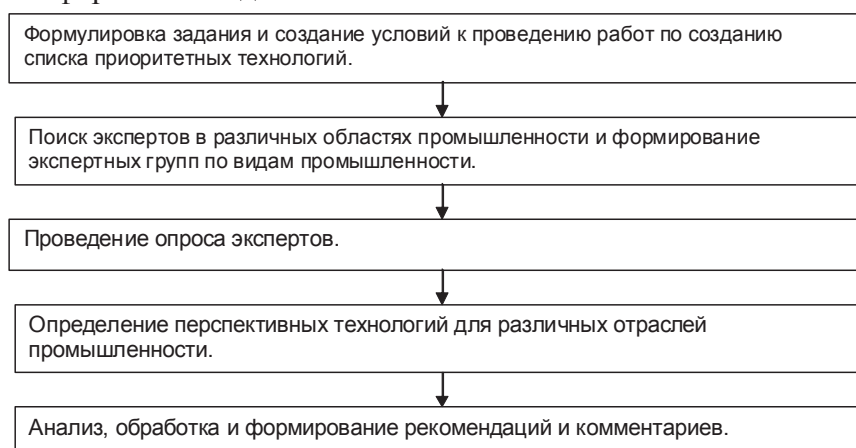 Формулировка задания и создание условий к проведению работ по созданию
списка приоритетных технологий.
Поиск экспертов в различных областях промышленности и формирование
экспертных групп по видам промышленности.
Проведение опроса экспертов.
Определение перспективных технологий для различных отраслей
промышленности.
Анализ, обработка и формирование рекомендаций и комментариев.